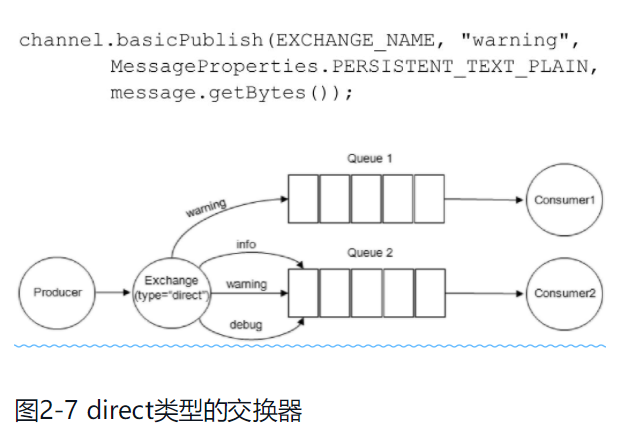 channel.basicPublish(EXCHANGE_NAME, "warning",
MessageProperties.PERSISTENT_TEXT_PLAIN,
message.getBytes());
Queue 1
warning
Consumer1
info
Queue 2
Producer
Exchange
(type="direct")
warning
Consumer2
debug
图2-7 direct类型的交换器